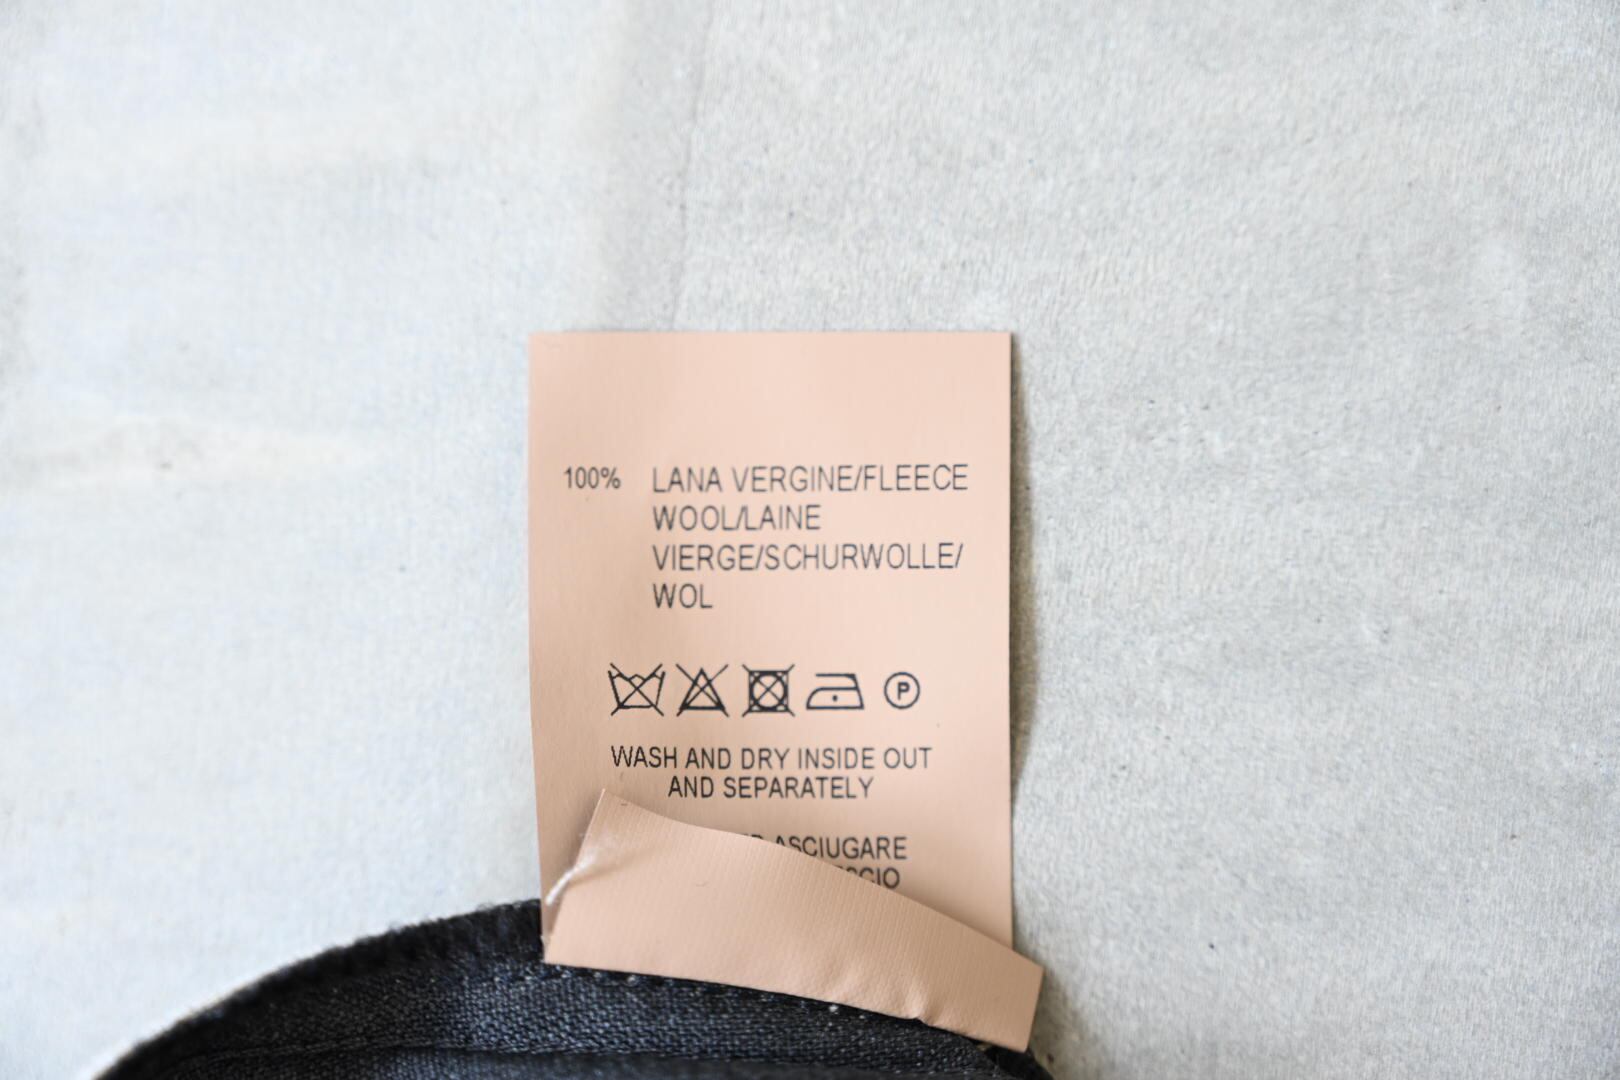 100% LANA VERGINE/FLEECE
WOOL/LAINE
VIERGE/SCHURWOLLE/
WOL
P
WASH AND DRY INSIDE OUT
AND SEPARATELY
ASCIUGARE